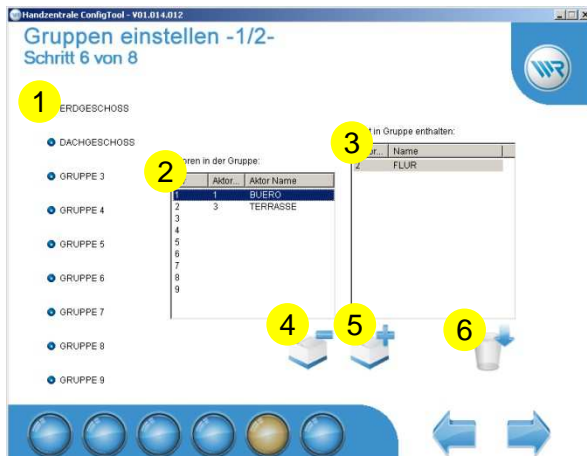 Handzentrale ConfigTool - V01.014.012
Gruppen einstellen -1/2-
Schritt 6 von 8
WR
1
ERDGESCHOSS
DACHGESCHOSS
GRUPPE 3
GRUPPE 4
GRUPPE 5
GRUPPE 6
GRUPPE 7
GRUPPE 8
GRUPPE 9
2
in der Gruppe:
Aktor... Aktor Name
1 1 BUERO
2 3 TERRASSE
3
4
5
6
7
8
9
3
in Gruppe enthalten:
Name
2 FLUR
4
5
6